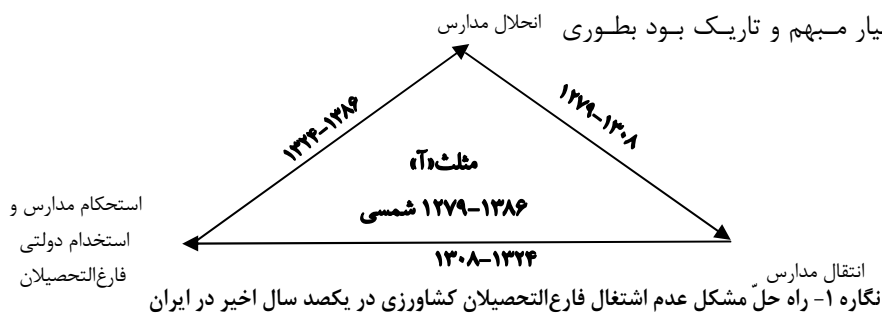 یار مبهم و تاریک بود بطوری
انحلال مدارس
۱۲۷۹-۱۳۰۸
۱۳۲۴-۱۳۸۶
مثلث«آ»
۱۲۷۹-۱۳۸۶ شمسی
۱۳۰۸-۱۳۲۴
استحکام مدارس و
استخدام دولتی
فارغ‌التحصیلان
انتقال مدارس
نگاره ۱- راه حلّ مشکل عدم اشتغال فارغ‌التحصیلان کشاورزی در یکصد سال اخیر در ایران